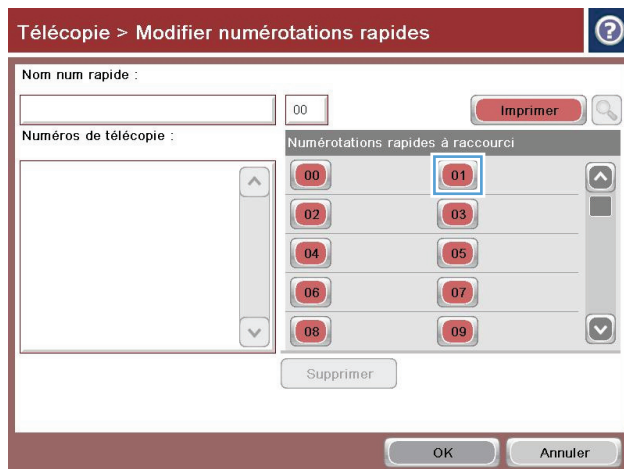 Télécopie > Modifier numérotations rapides
?
Nom num rapide :
00
Imprimer
Numéros de télécopie :
Numérotations rapides à raccourci
00 01
02 03
04 05
06 07
08 09
Supprimer
OK Annuler